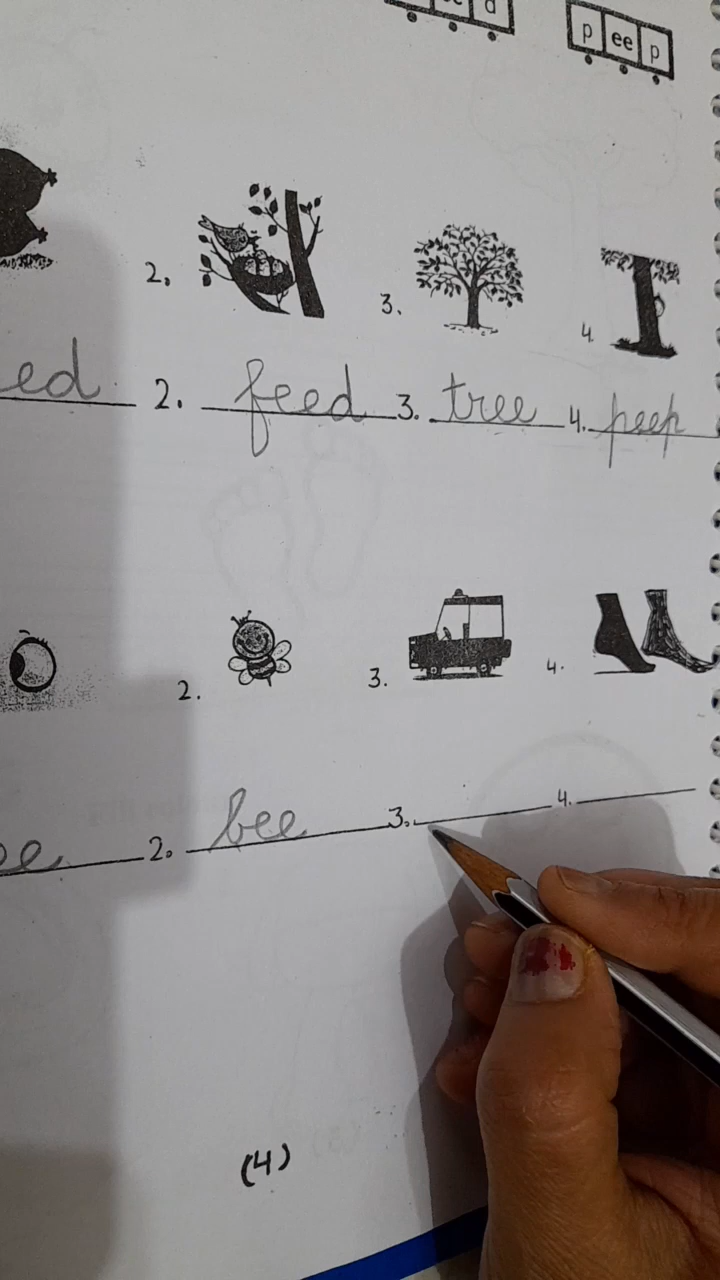 d
p ee p
2.
3.
4.
ed 2. feed 3. tree 4. peep
2.
3.
4.
2. bee 3. 4.
(4)